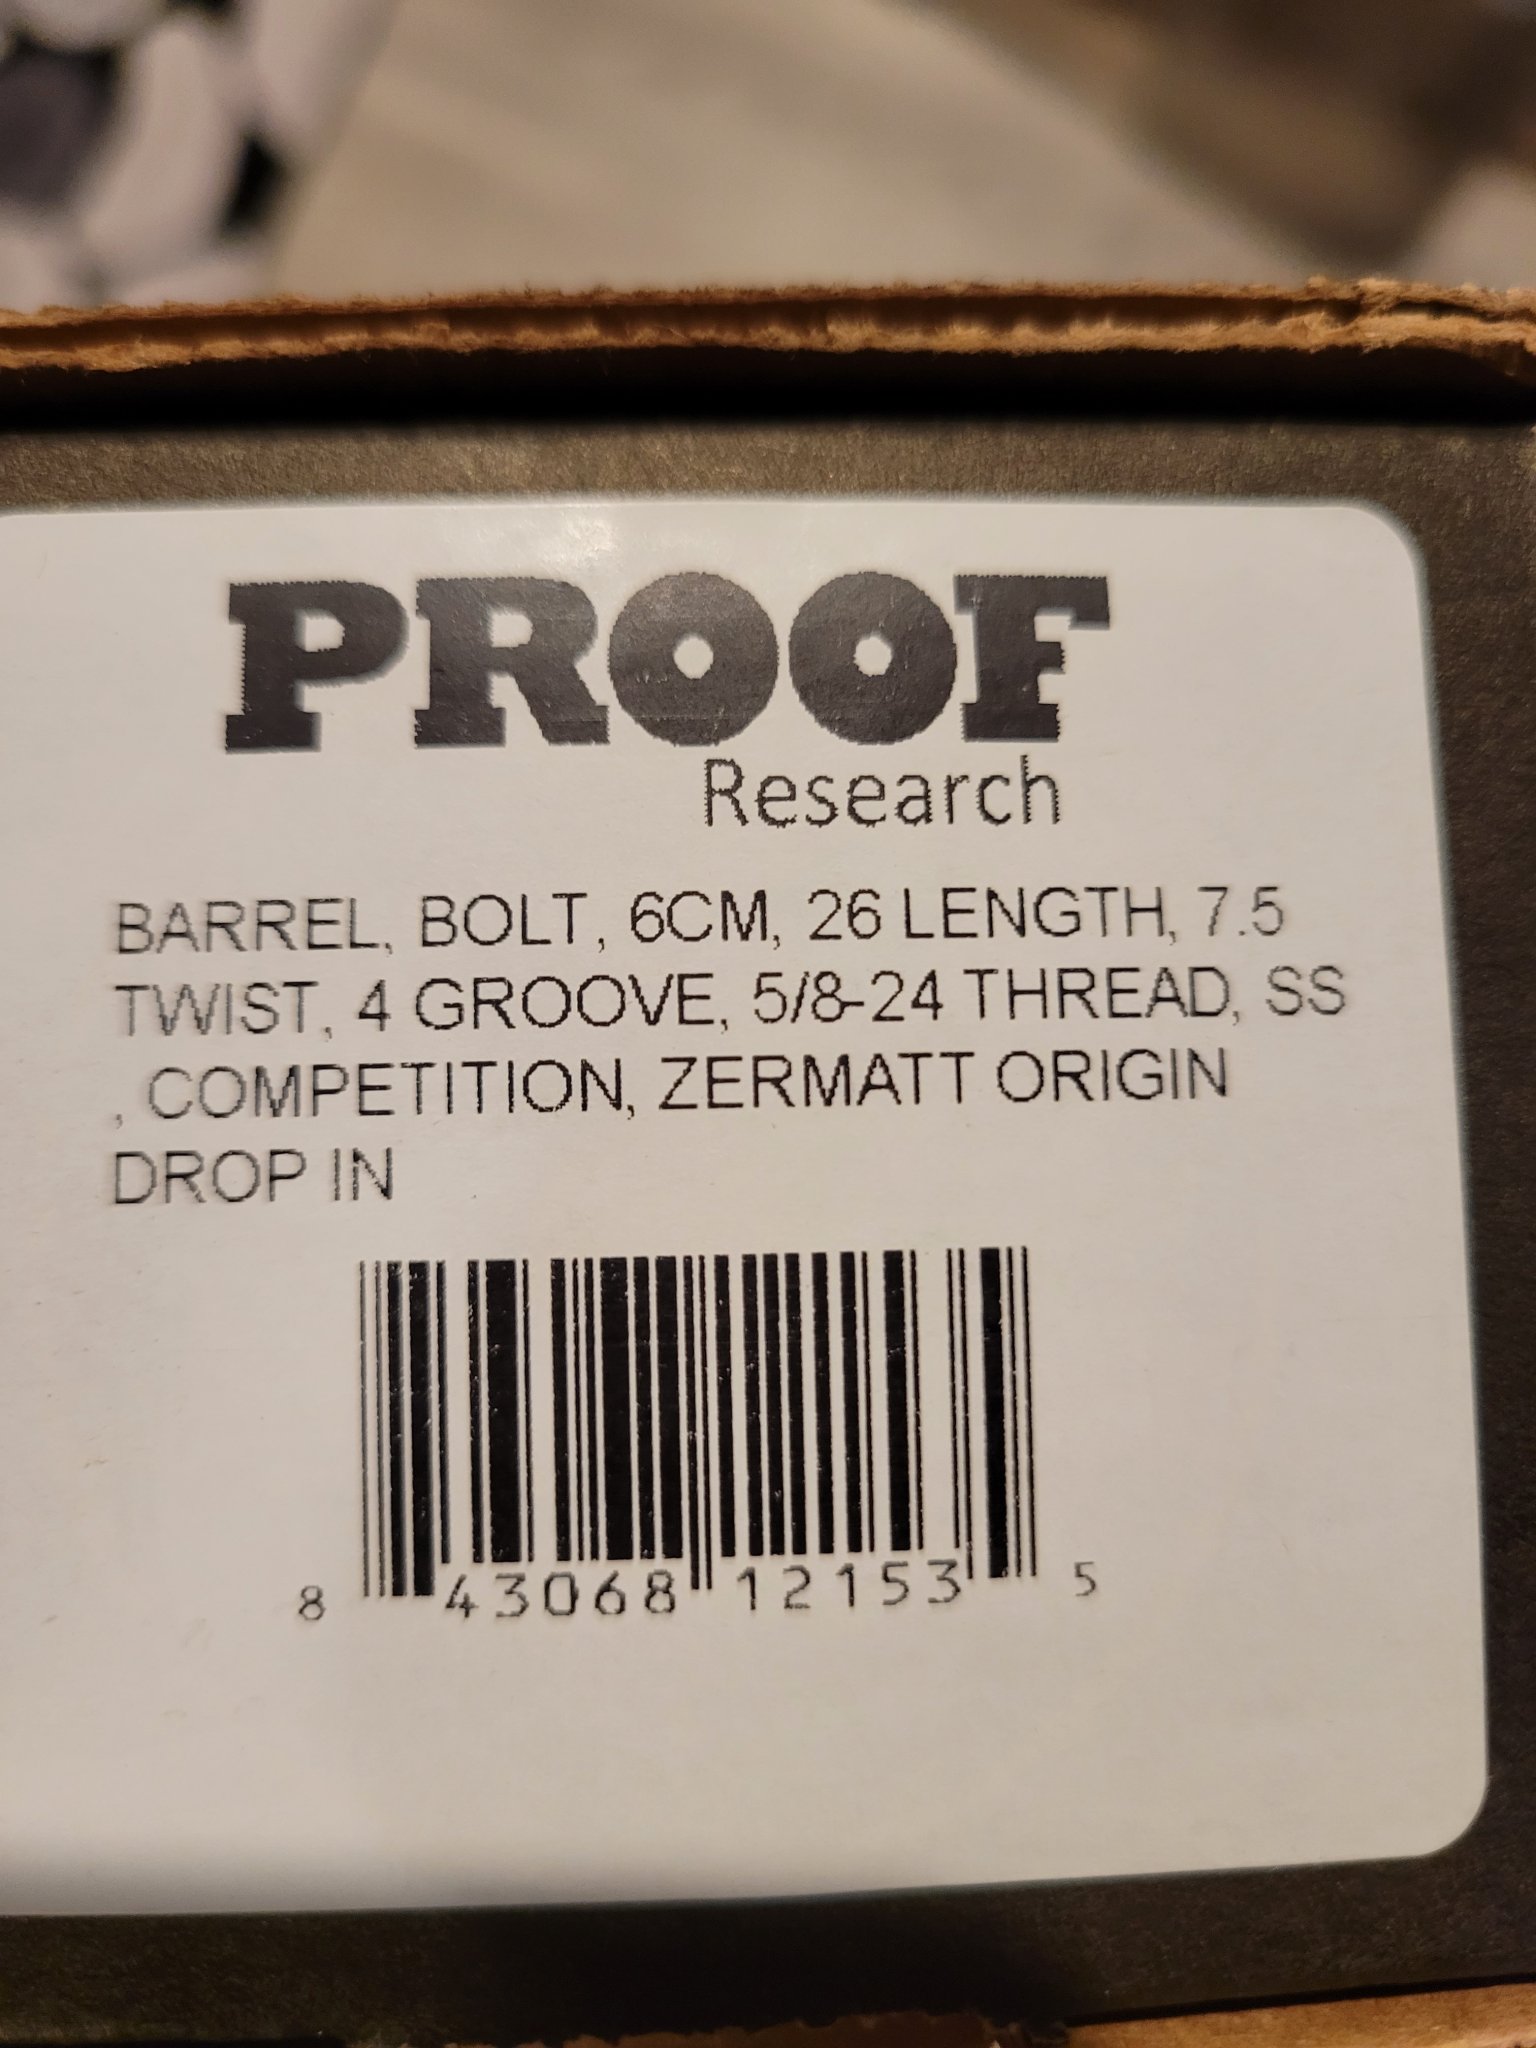 PROOF
Research
BARREL, BOLT, 6CM, 26 LENGTH, 7.5
TWIST, 4 GROOVE, 5/8-24 THREAD, SS
, COMPETITION, ZERMATT ORIGIN
DROP IN
8 43068 12153 5